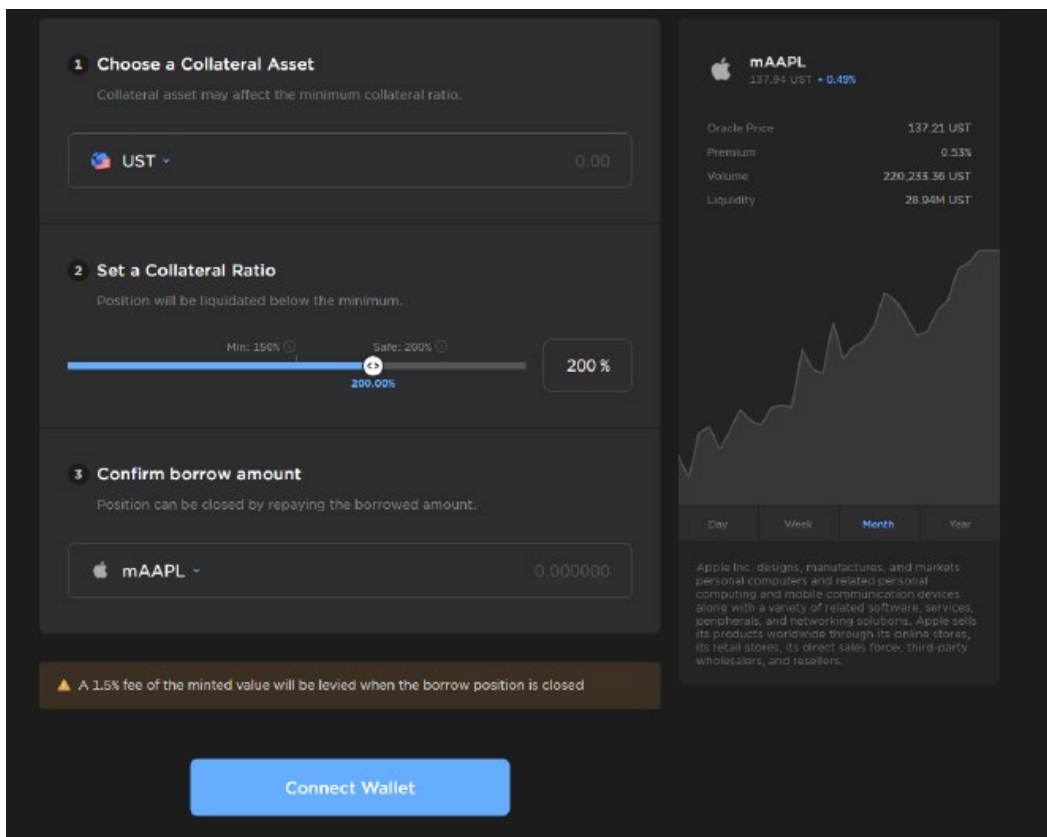 1 Choose a Collateral Asset
Collateral asset may affect the minimum collateral ratio.
UST
0.00
2 Set a Collateral Ratio
Position will be liquidated below the minimum.
Min: 150%
Safe: 200%
200.00%
200 %
3 Confirm borrow amount
Position can be closed by repaying the borrowed amount.
mAAPL
0.000000
A 1.5% fee of the minted value will be levied when the borrow position is closed
Connect Wallet
mAAPL
137.94 UST 0.49%
Oracle Price 137.21 UST
Premium 0.53%
Volume 220,233.36 UST
Liquidity 28.94M UST
Day Week Month Year
Apple Inc. designs, manufactures, and markets
personal computers and related personal
computing and mobile communication devices
along with a variety of related software, services,
peripherals, and networking solutions. Apple sells
its products worldwide through its online stores,
its retail stores, its direct sales force, third-party
wholesalers, and resellers.